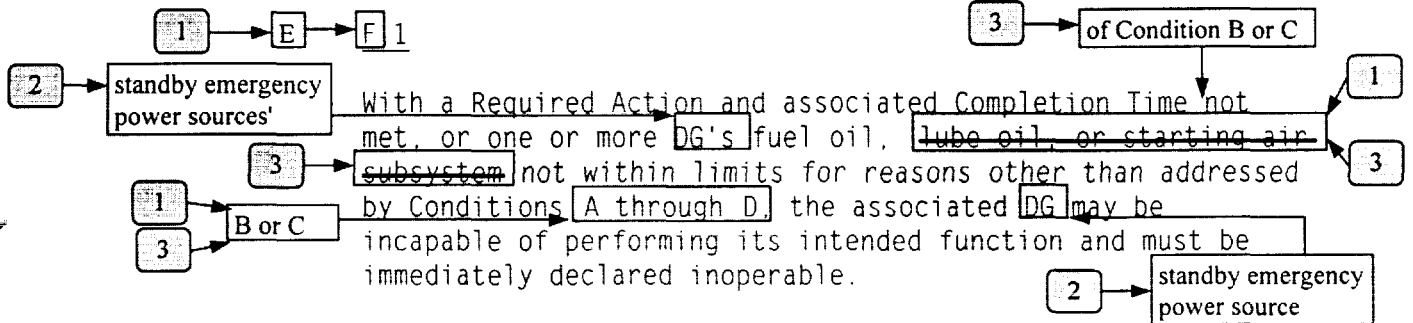 1 E F 1
3 of Condition B or C
2 standby emergency
power sources'
1
With a Required Action and associated Completion Time not
met, or one or more DG's fuel oil, lube oil, or starting air
3 subsystem not within limits for reasons other than addressed 3
1 by Conditions A through D, the associated DG may be
3 B or C
incapable of performing its intended function and must be
immediately declared inoperable.
2 standby emergency
power source